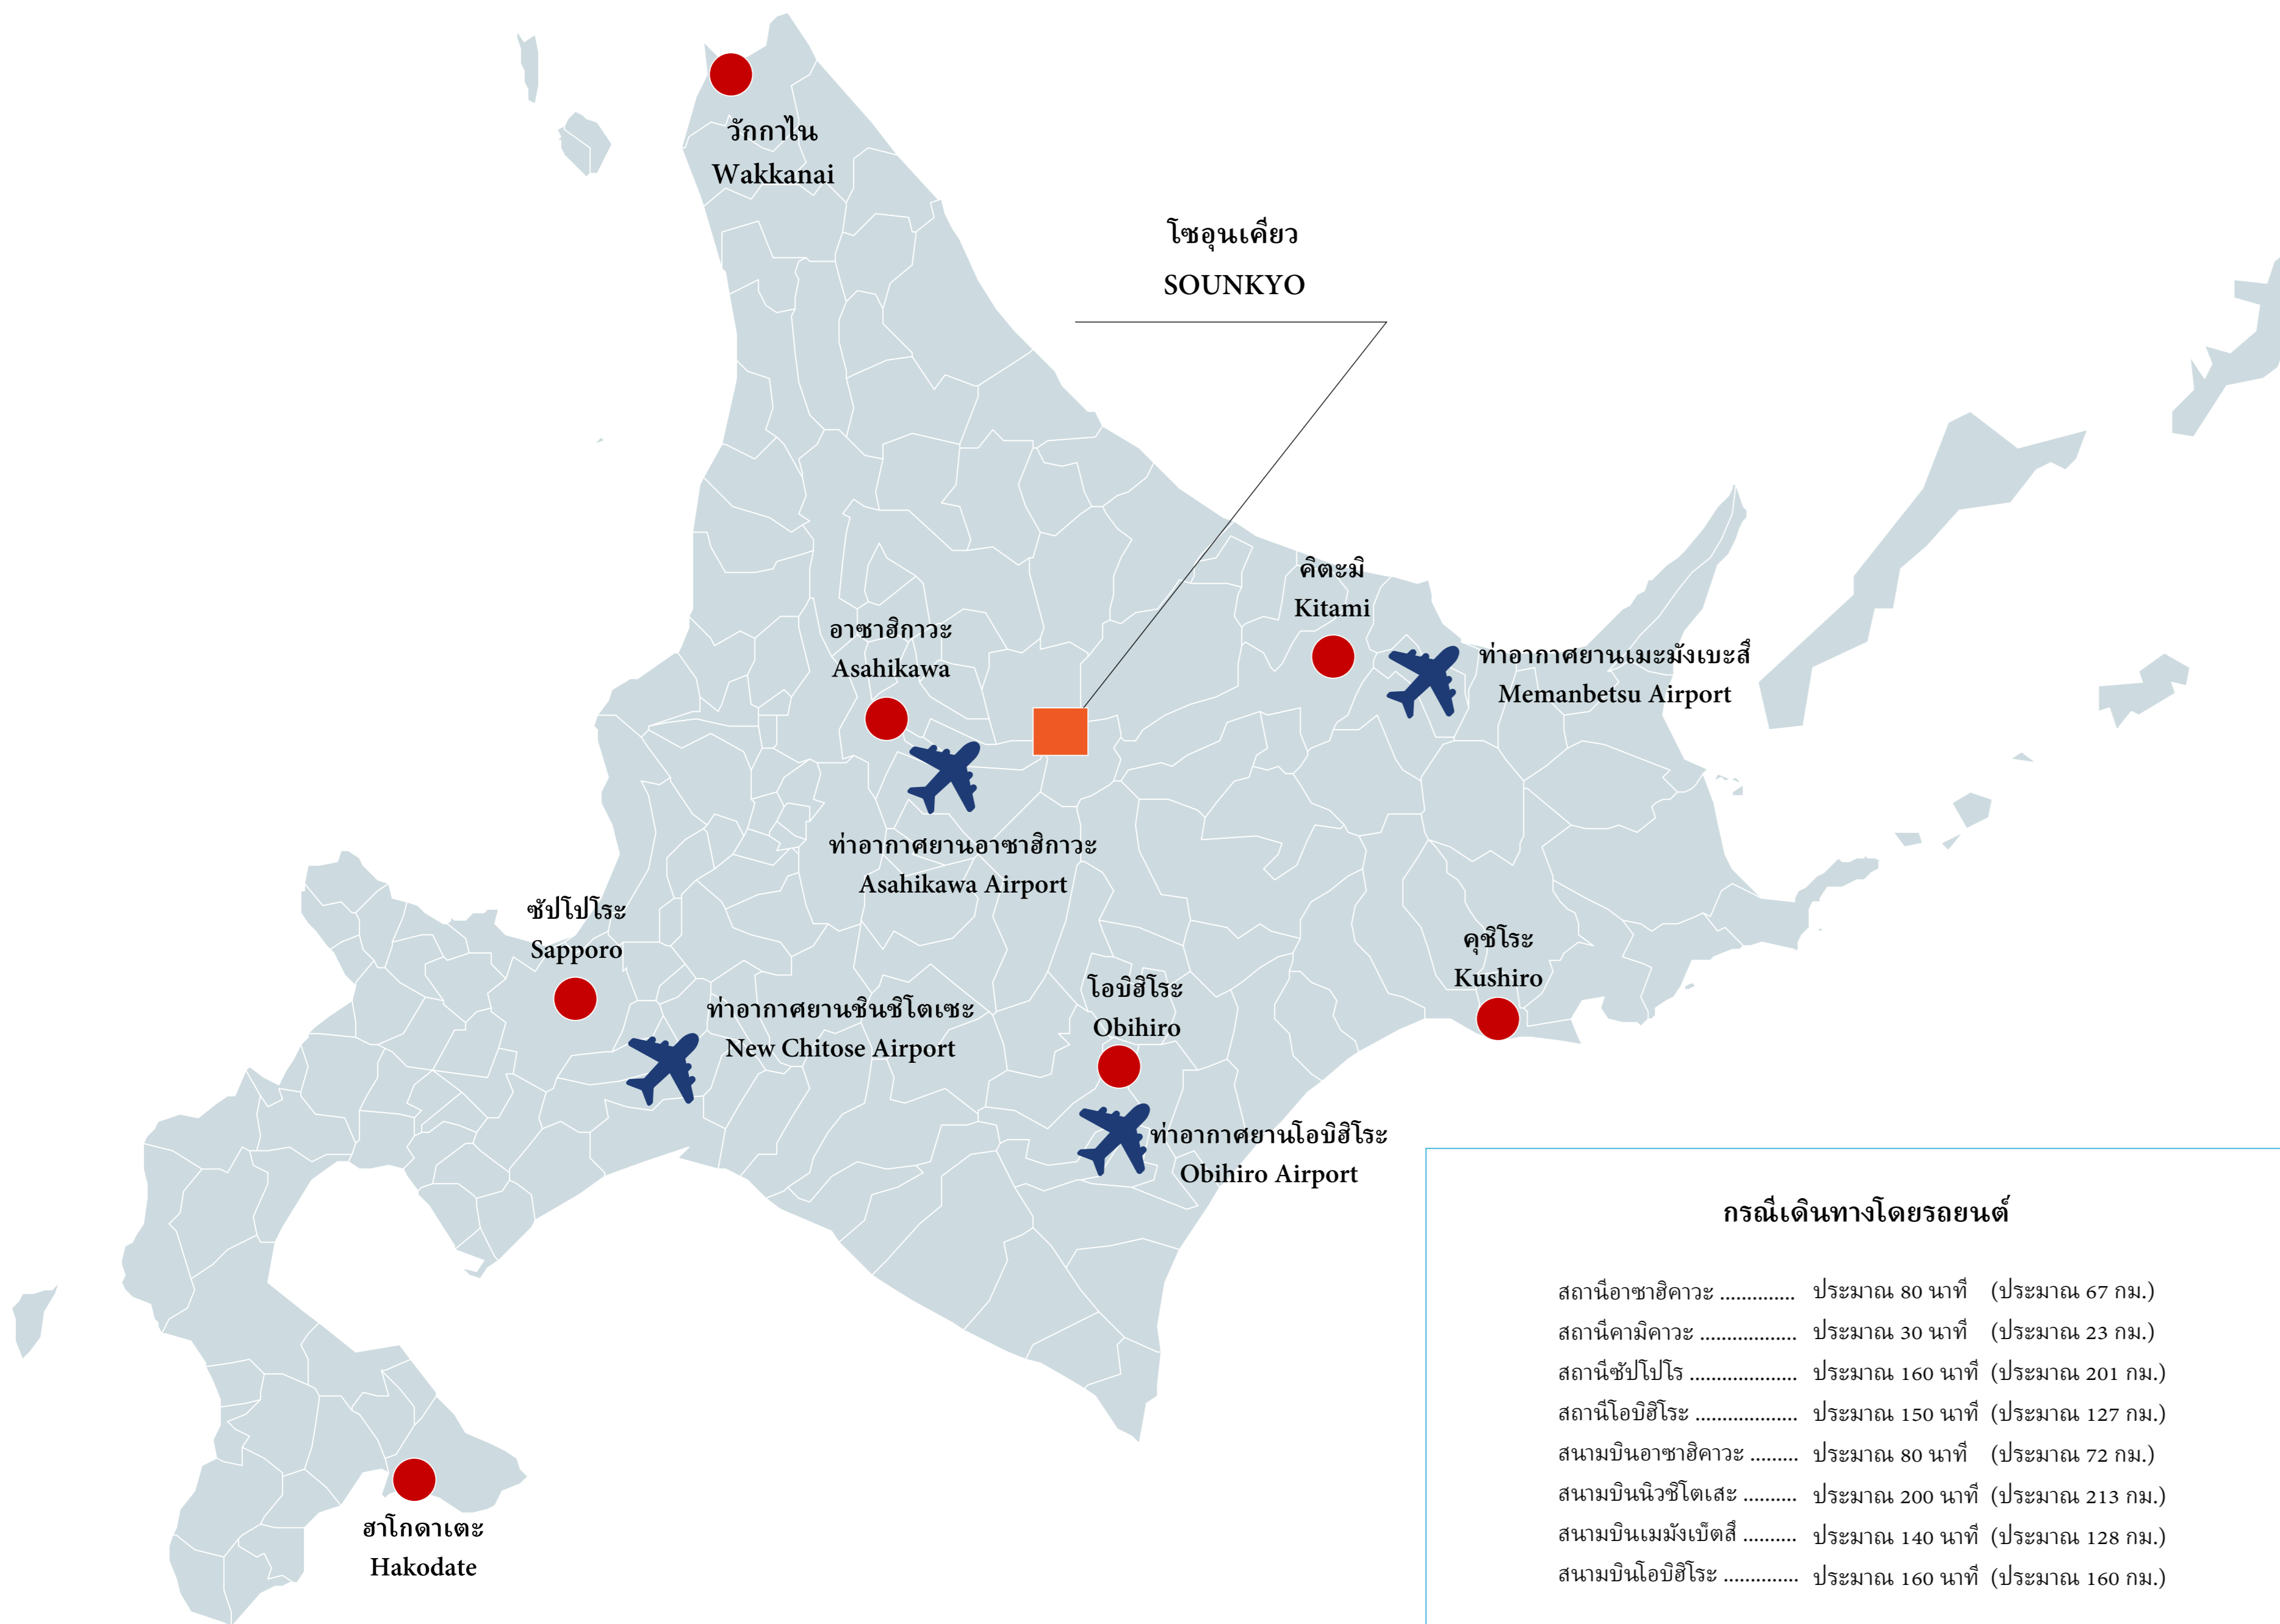 วักกาไน
Wakkanai
โซอุนเคียว
SOUNKYO
คิตะมิ
Kitami
อาซาฮิกาวะ
Asahikawa
ท่าอากาศยานเมะมังเบะสึ
Memanbetsu Airport
ท่าอากาศยานอาซาฮิกาวะ
Asahikawa Airport
ซัปโปโระ
Sapporo
คุชิโระ
Kushiro
โอบิฮิโระ
Obihiro
ท่าอากาศยานชินชิโตเซะ
New Chitose Airport
ท่าอากาศยานโอบิฮิโระ
Obihiro Airport
ฮาโกดาเตะ
Hakodate
กรณีเดินทางโดยรถยนต์
สถานีอาซาฮิคาวะ .............. ประมาณ 80 นาที (ประมาณ 67 กม.)
สถานีคามิคาวะ .................. ประมาณ 30 นาที (ประมาณ 23 กม.)
สถานีซัปโปโร .................... ประมาณ 160 นาที (ประมาณ 201 กม.)
สถานีโอบิฮิโระ ................... ประมาณ 150 นาที (ประมาณ 127 กม.)
สนามบินอาซาฮิคาวะ ......... ประมาณ 80 นาที (ประมาณ 72 กม.)
สนามบินนิวชิโตเสะ .......... ประมาณ 200 นาที (ประมาณ 213 กม.)
สนามบินเมมังเบ็ตสึ .......... ประมาณ 140 นาที (ประมาณ 128 กม.)
สนามบินโอบิฮิโระ .............. ประมาณ 160 นาที (ประมาณ 160 กม.)